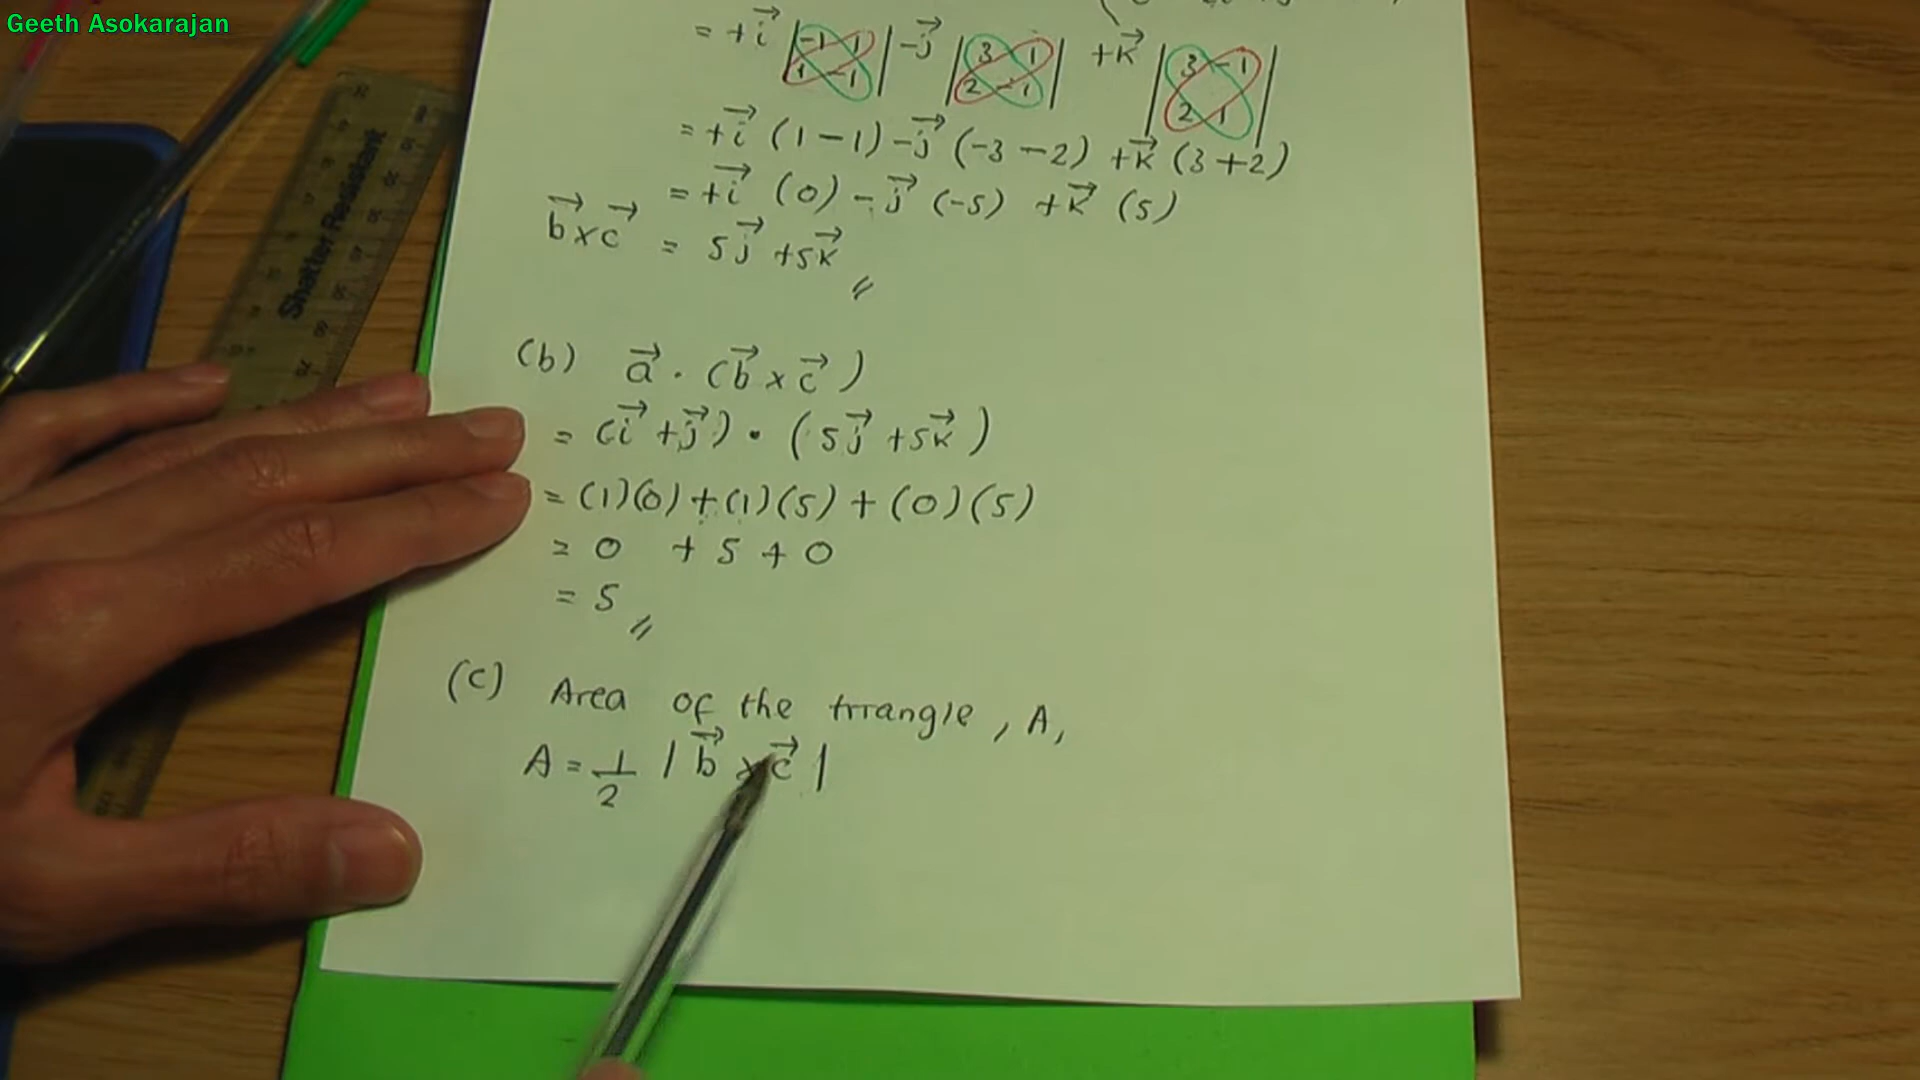 Geeth Asokarajan
= +i⃗ |-1 1 / 1 -1| -j⃗ |3 1 / 2 -1| +k⃗ |3 -1 / 2 1|
= +i⃗ (1-1) -j⃗ (-3-2) +k⃗ (3+2)
= +i⃗ (0) -j⃗ (-5) +k⃗ (5)
b⃗ x c⃗ = 5j⃗ +5k⃗ //
(b) a⃗ . (b⃗ x c⃗ )
= (i⃗ +j⃗) • (5j⃗ +5k⃗ )
= (1)(0) + (1)(5) + (0)(5)
= 0 + 5 + 0
= 5 //
(c) Area of the triangle, A,
A = 1/2 | b⃗ x c⃗ |
Shatter Resistant